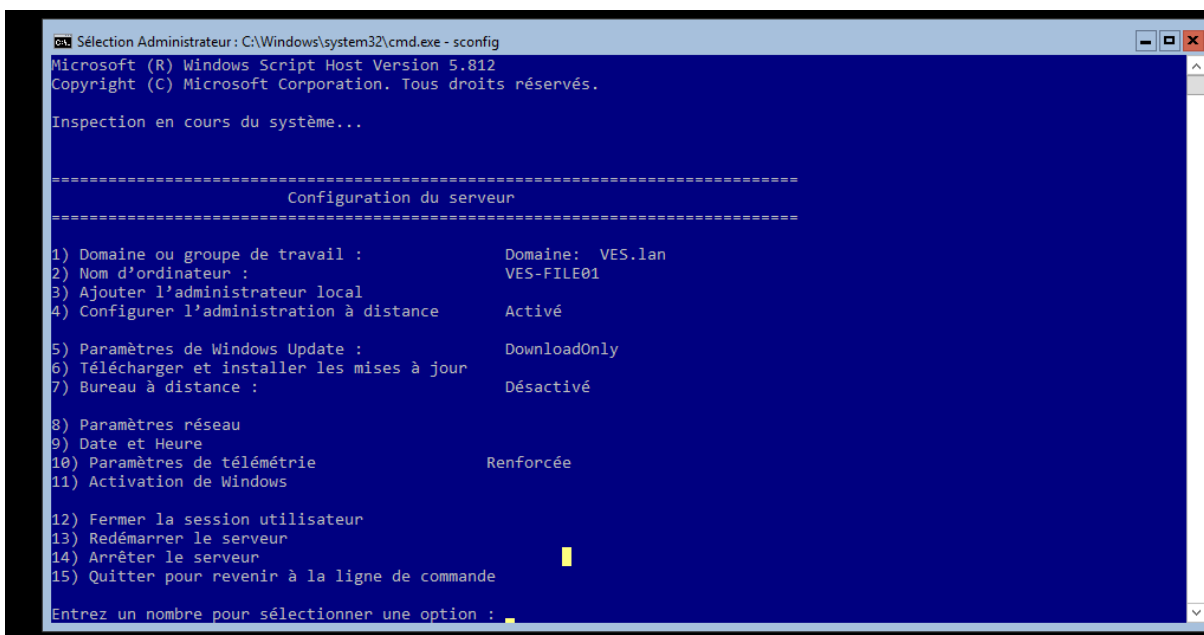 Sélection Administrateur : C:\Windows\system32\cmd.exe - sconfig
Microsoft (R) Windows Script Host Version 5.812
Copyright (C) Microsoft Corporation. Tous droits réservés.
Inspection en cours du système...
===============================================================================
Configuration du serveur
===============================================================================
1) Domaine ou groupe de travail : Domaine: VES.lan
2) Nom d’ordinateur : VES-FILE01
3) Ajouter l’administrateur local
4) Configurer l’administration à distance Activé
5) Paramètres de Windows Update : DownloadOnly
6) Télécharger et installer les mises à jour
7) Bureau à distance : Désactivé
8) Paramètres réseau
9) Date et Heure
10) Paramètres de télémétrie Renforcée
11) Activation de Windows
12) Fermer la session utilisateur
13) Redémarrer le serveur
14) Arrêter le serveur
15) Quitter pour revenir à la ligne de commande
Entrez un nombre pour sélectionner une option :